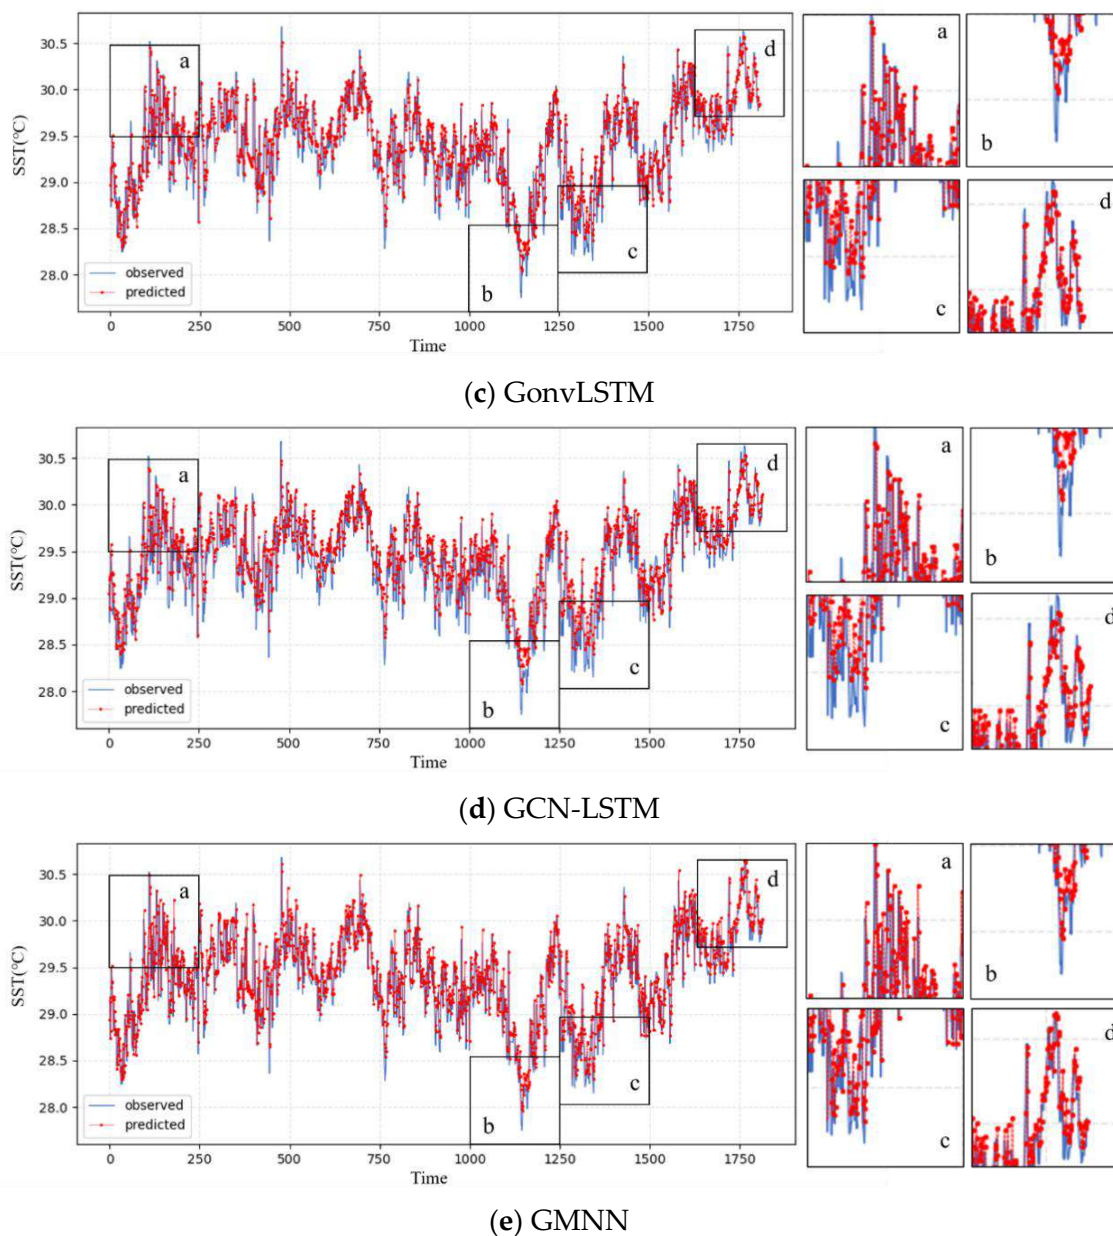 30.5
30.0
29.5
29.0
28.5
28.0
SST(°C)
a
b
c
d
observed
predicted
0 250 500 750 1000 1250 1500 1750
Time
a
b
c
d
(c) GonvLSTM
30.5
30.0
29.5
29.0
28.5
28.0
SST(°C)
a
b
c
d
observed
predicted
0 250 500 750 1000 1250 1500 1750
Time
a
b
c
d
(d) GCN-LSTM
30.5
30.0
29.5
29.0
28.5
28.0
SST(°C)
a
b
c
d
observed
predicted
0 250 500 750 1000 1250 1500 1750
Time
a
b
c
d
(e) GMNN